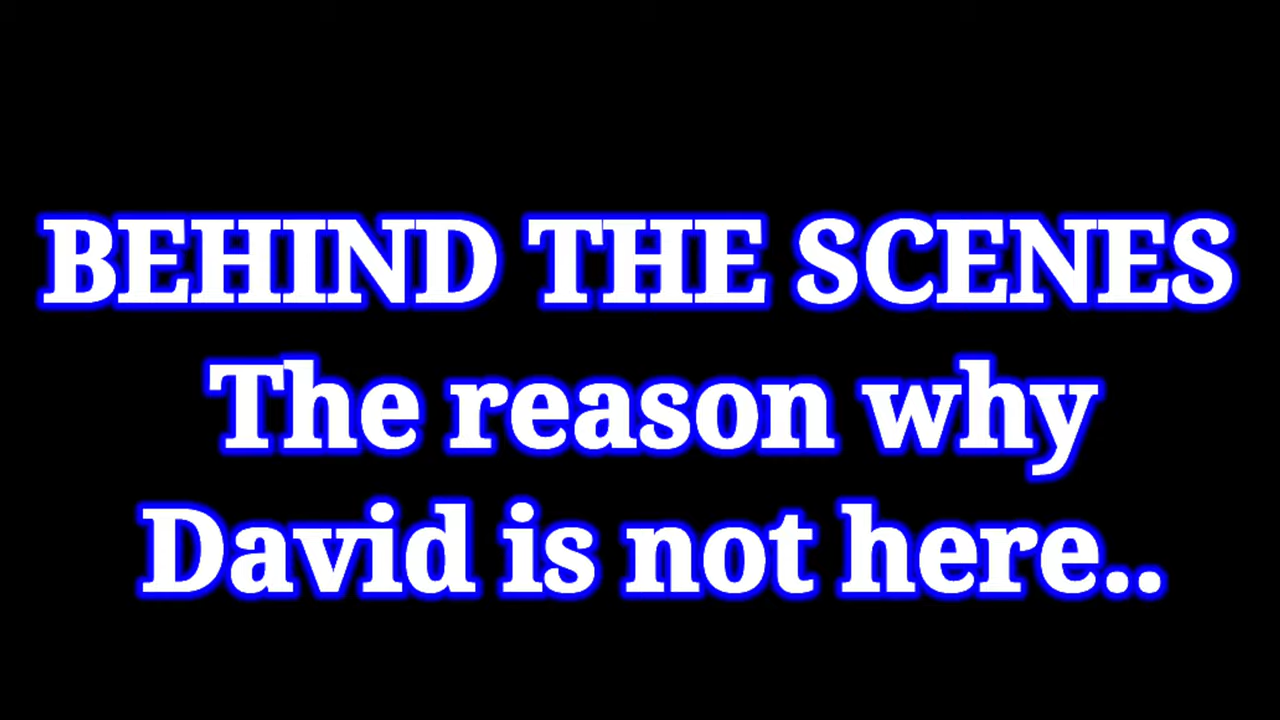 BEHIND THE SCENES
The reason why
David is not here..